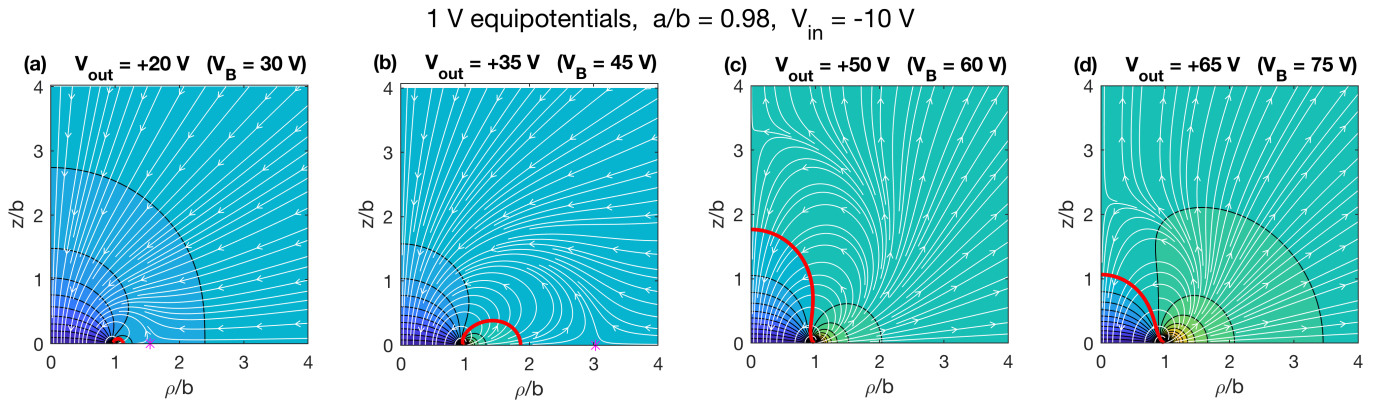 1 V equipotentials, a/b = 0.98, V_in = -10 V
(a) V_out = +20 V (V_B = 30 V)
4
3
2
1
0
z/b
0 1 2 3 4
ρ/b
(b) V_out = +35 V (V_B = 45 V)
4
3
2
1
0
z/b
0 1 2 3 4
ρ/b
(c) V_out = +50 V (V_B = 60 V)
4
3
2
1
0
z/b
0 1 2 3 4
ρ/b
(d) V_out = +65 V (V_B = 75 V)
4
3
2
1
0
z/b
0 1 2 3 4
ρ/b